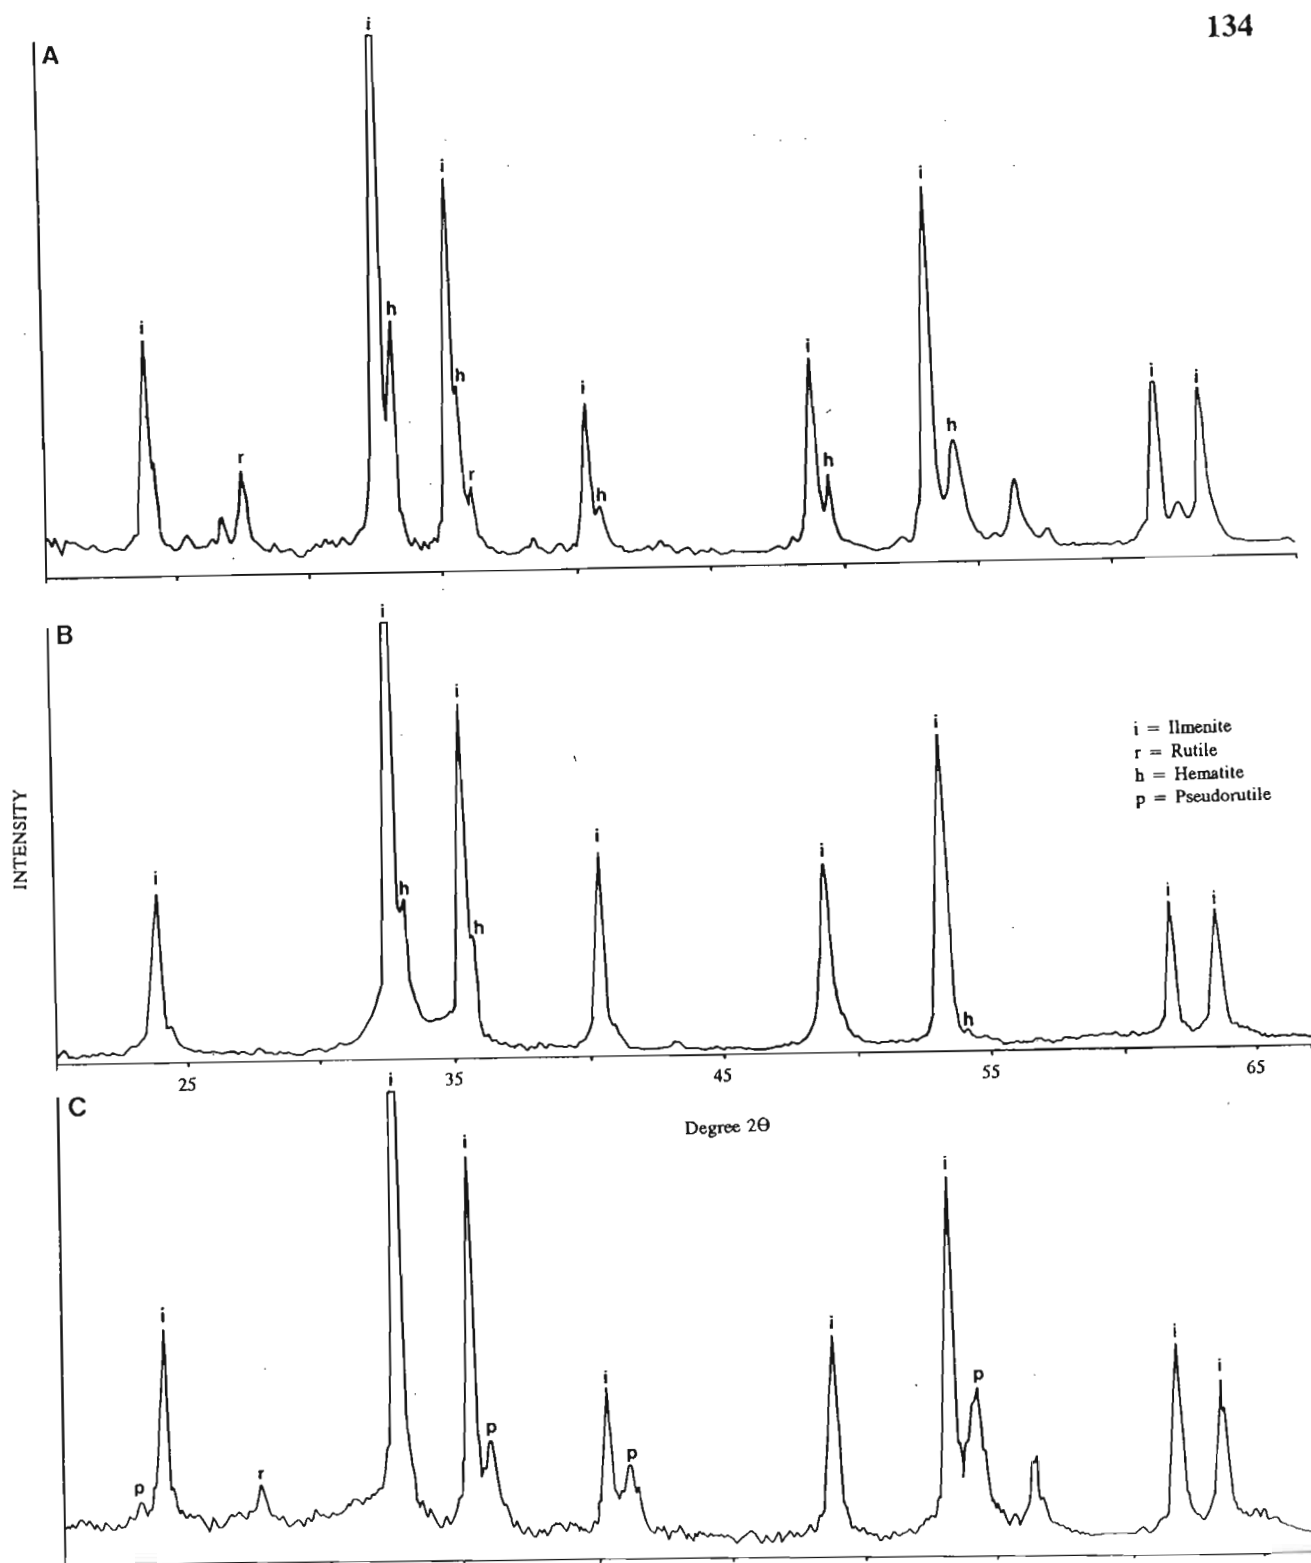 134
A
i
i
i
i
h
i
i
i
i
h
i
h
r
h
r
h
h
B
i
i
i
i
i
i
i
i
h
h
h
i = Ilmenite
r = Rutile
h = Hematite
p = Pseudorutile
INTENSITY
25 35 45 55 65
Degree 2Θ
C
i
i
i
i
i
i
i
i
p
p
p
r
p